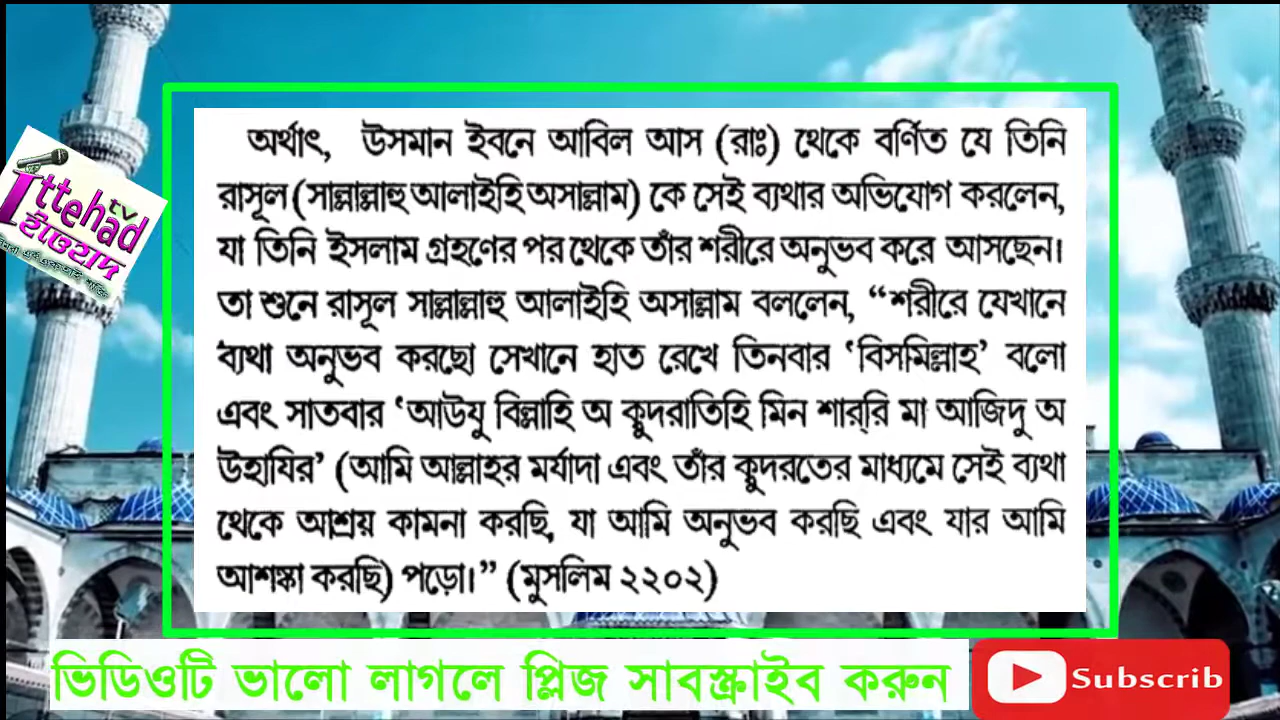 অর্থাৎ, উসমান ইবনে আবিল আস (রাঃ) থেকে বর্ণিত যে তিনি
রাসূল (সাল্লাল্লাহু আলাইহি অসাল্লাম) কে সেই ব্যথার অভিযোগ করলেন,
যা তিনি ইসলাম গ্রহণের পর থেকে তাঁর শরীরে অনুভব করে আসছেন।
তা শুনে রাসূল সাল্লাল্লাহু আলাইহি অসাল্লাম বললেন, “শরীরে যেখানে
ব্যথা অনুভব করছো সেখানে হাত রেখে তিনবার ‘বিসমিল্লাহ’ বলো
এবং সাতবার ‘আউযু বিল্লাহি অ ক্বুদরাতিহি মিন শার্‌রি মা আজিদু অ
উহাযির’ (আমি আল্লাহর মর্যাদা এবং তাঁর ক্বুদরতের মাধ্যমে সেই ব্যথা
থেকে আশ্রয় কামনা করছি, যা আমি অনুভব করছি এবং যার আমি
আশঙ্কা করছি) পড়ো।” (মুসলিম ২২০২)
Ittehad tv
ইত্তেহাদ
ভিডিওটি ভালো লাগলে প্লিজ সাবস্ক্রাইব করুন
Subscrib